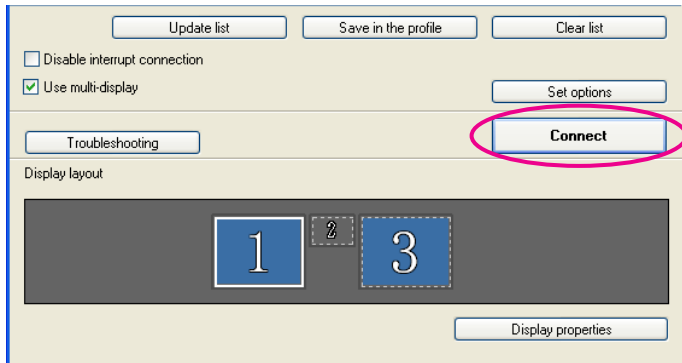 Update list Save in the profile Clear list
Disable interrupt connection
Use multi-display
Set options
Connect
Troubleshooting
Display layout
1 2 3
Display properties